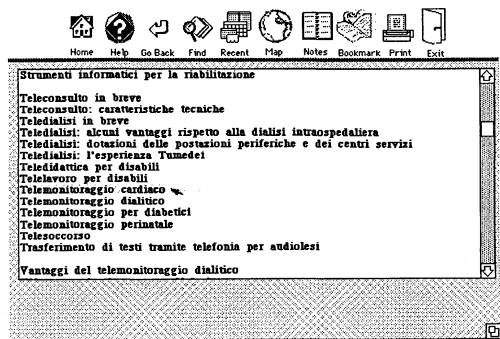 Home Help Go Back Find Recent Map Notes Bookmark Print Exit
Strumenti informatici per la riabilitazione
Teleconsulto in breve
Teleconsulto: caratteristiche tecniche
Teledialisi in breve
Teledialisi: alcuni vantaggi rispetto alla dialisi intraospedaliera
Teledialisi: dotazioni delle postazioni periferiche e dei centri servizi
Teledialisi: l'esperienza Tumedei
Teledidattica per disabili
Telelavoro per disabili
Telemonitoraggio cardiaco
Telemonitoraggio dialitico
Telemonitoraggio per diabetici
Telemonitoraggio perinatale
Telesoccorso
Trasferimento di testi tramite telefonia per audiolesi
Vantaggi del telemonitoraggio dialitico